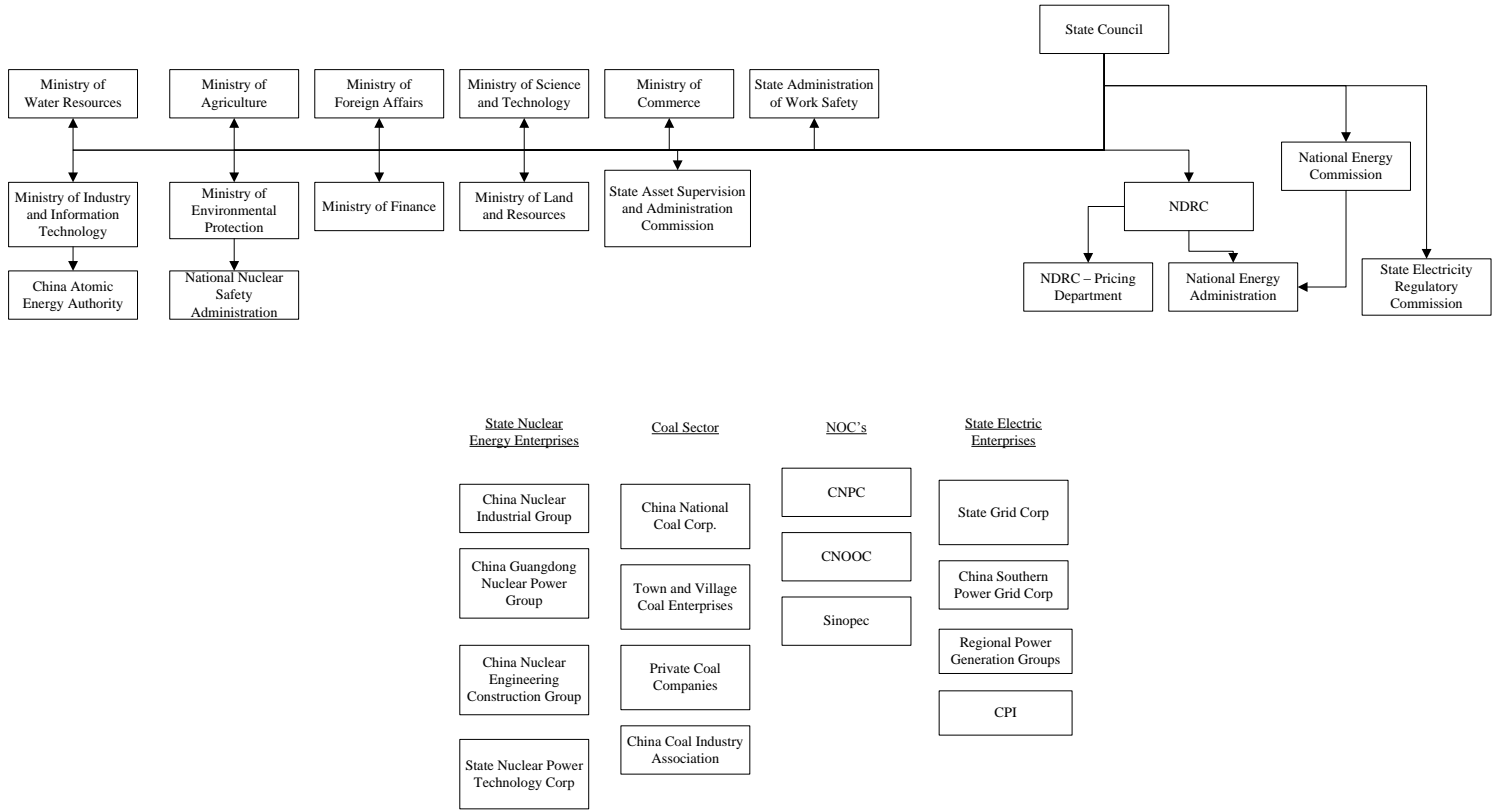 State Council
Ministry of
Water Resources
Ministry of
Agriculture
Ministry of
Foreign Affairs
Ministry of Science
and Technology
Ministry of
Commerce
State Administration
of Work Safety
National Energy
Commission
Ministry of Industry
and Information
Technology
Ministry of
Environmental
Protection
Ministry of Finance
Ministry of Land
and Resources
State Asset Supervision
and Administration
Commission
NDRC
China Atomic
Energy Authority
National Nuclear
Safety
Administration
NDRC – Pricing
Department
National Energy
Administration
State Electricity
Regulatory
Commission
State Nuclear
Energy Enterprises
China Nuclear
Industrial Group
China Guangdong
Nuclear Power
Group
China Nuclear
Engineering
Construction Group
State Nuclear Power
Technology Corp
Coal Sector
China National
Coal Corp.
Town and Village
Coal Enterprises
Private Coal
Companies
China Coal Industry
Association
NOC's
CNPC
CNOOC
Sinopec
State Electric
Enterprises
State Grid Corp
China Southern
Power Grid Corp
Regional Power
Generation Groups
CPI